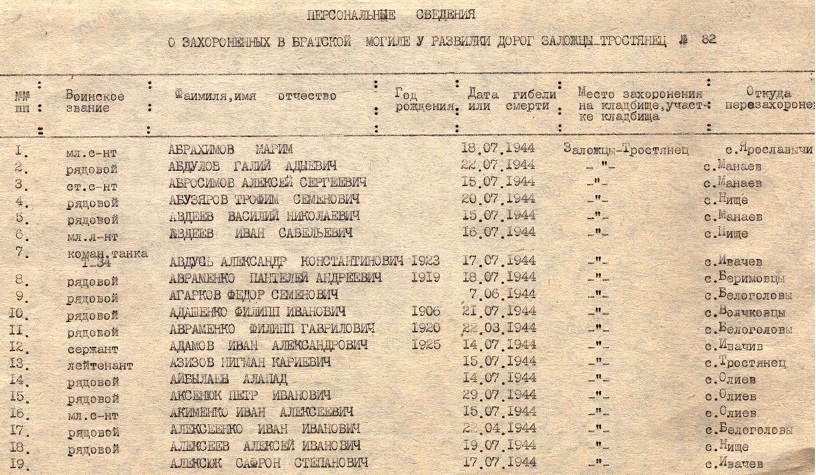 ПЕРСОНАЛЬНЫЕ СВЕДЕНИЯ
О ЗАХОРОНЕННЫХ В БРАТСКОЙ МОГИЛЕ У РАЗВИЛКИ ДОРОГ ЗАЛОЖЦЫ_ТРОСТЯНЕЦ № 82
№№ пп : Воинское звание : Фаимиля,имя отчество : Год рождения : Дата гибели или смерти : Место захоронения на кладбище,участ-ке кладбища : Откуда перезахороне
1. мл.с-нт АБРАХИМОВ МАРИМ 18.07.1944 Заложцы-Тростянец с.Ярославычи
2. рядовой АБДУЛОВ ГАЛИЙ АДЫЕВИЧ 22.07.1944 _"_ с.Манаев
3. ст.с-нт АБРОСИМОВ АЛЕКСЕЙ СЕРГЕЕВИЧ 15.07.1944 _"_ с.Манаев
4. рядовой АБУЗЯРОВ ТРОФИМ СЕМЕНОВИЧ 20.07.1944 _"_ с.Нище
5. рядовой АВДЕЕВ ВАСИЛИЙ НИКОЛАЕВИЧ 15.07.1944 _"_ с.Манаев
6. мл.л-нт АВДЕЕВ ИВАН САВЕЛЬЕВИЧ 16.07.1944 _"_ с.Нище
7. коман.танка
Т_34 АВДУСЬ АЛЕКСАНДР КОНСТАНТИНОВИЧ 1923 17.07.1944 _"_ с.Ивачев
8. рядовой АВРАМЕНКО ПАНТЕЛЕЙ АНДРЕЕВИЧ 1919 18.07.1944 _"_ с.Беримовцы
9. рядовой АГАРКОВ ФЕДОР СЕМЕНОВИЧ 7.06.1944 _"_ с.Белоголовы
10. рядовой АДАЩЕНКО ФИЛИПП ИВАНОВИЧ 1906 21.07.1944 _"_ с.Волчковцы
11. рядовой АВРАМЕНКО ФИЛИПП ГАВРИЛОВИЧ 1920 22.03.1944 _"_ с.Белоголовы
12. сержант АДАМОВ ИВАН АЛЕКСАНДРОВИЧ 1925 14.07.1944 _"_ с.Ивачив
13. лейтенант АЗИЗОВ НИГМАН КАРИЕВИЧ 15.07.1944 _"_ с.Тростянец
14. рядовой АЙБЫЛАЕВ АЛАПАД 14.07.1944 _"_ с.Олиев
15. рядовой АКСЕНЮК ПЕТР ИВАНОВИЧ 29.07.1944 _"_ с.Олиев
16. мл.с-нт АКИМЕНКО ИВАН АЛЕКСЕЕВИЧ 15.07.1944 _"_ с.Олиев
17. рядовой АЛЕКСЕЕНКО ИВАН ИВАНОВИЧ 22.04.1944 _"_ с.Белоголовы
18. рядовой АЛЕКСЕЕВ АЛЕКСЕЙ ИВАНОВИЧ 19.07.1944 _"_ с.Нище
19. АЛЕКСЮК САФРОН СТЕПАНОВИЧ 17.07.1944 _"_ с.Ивачев